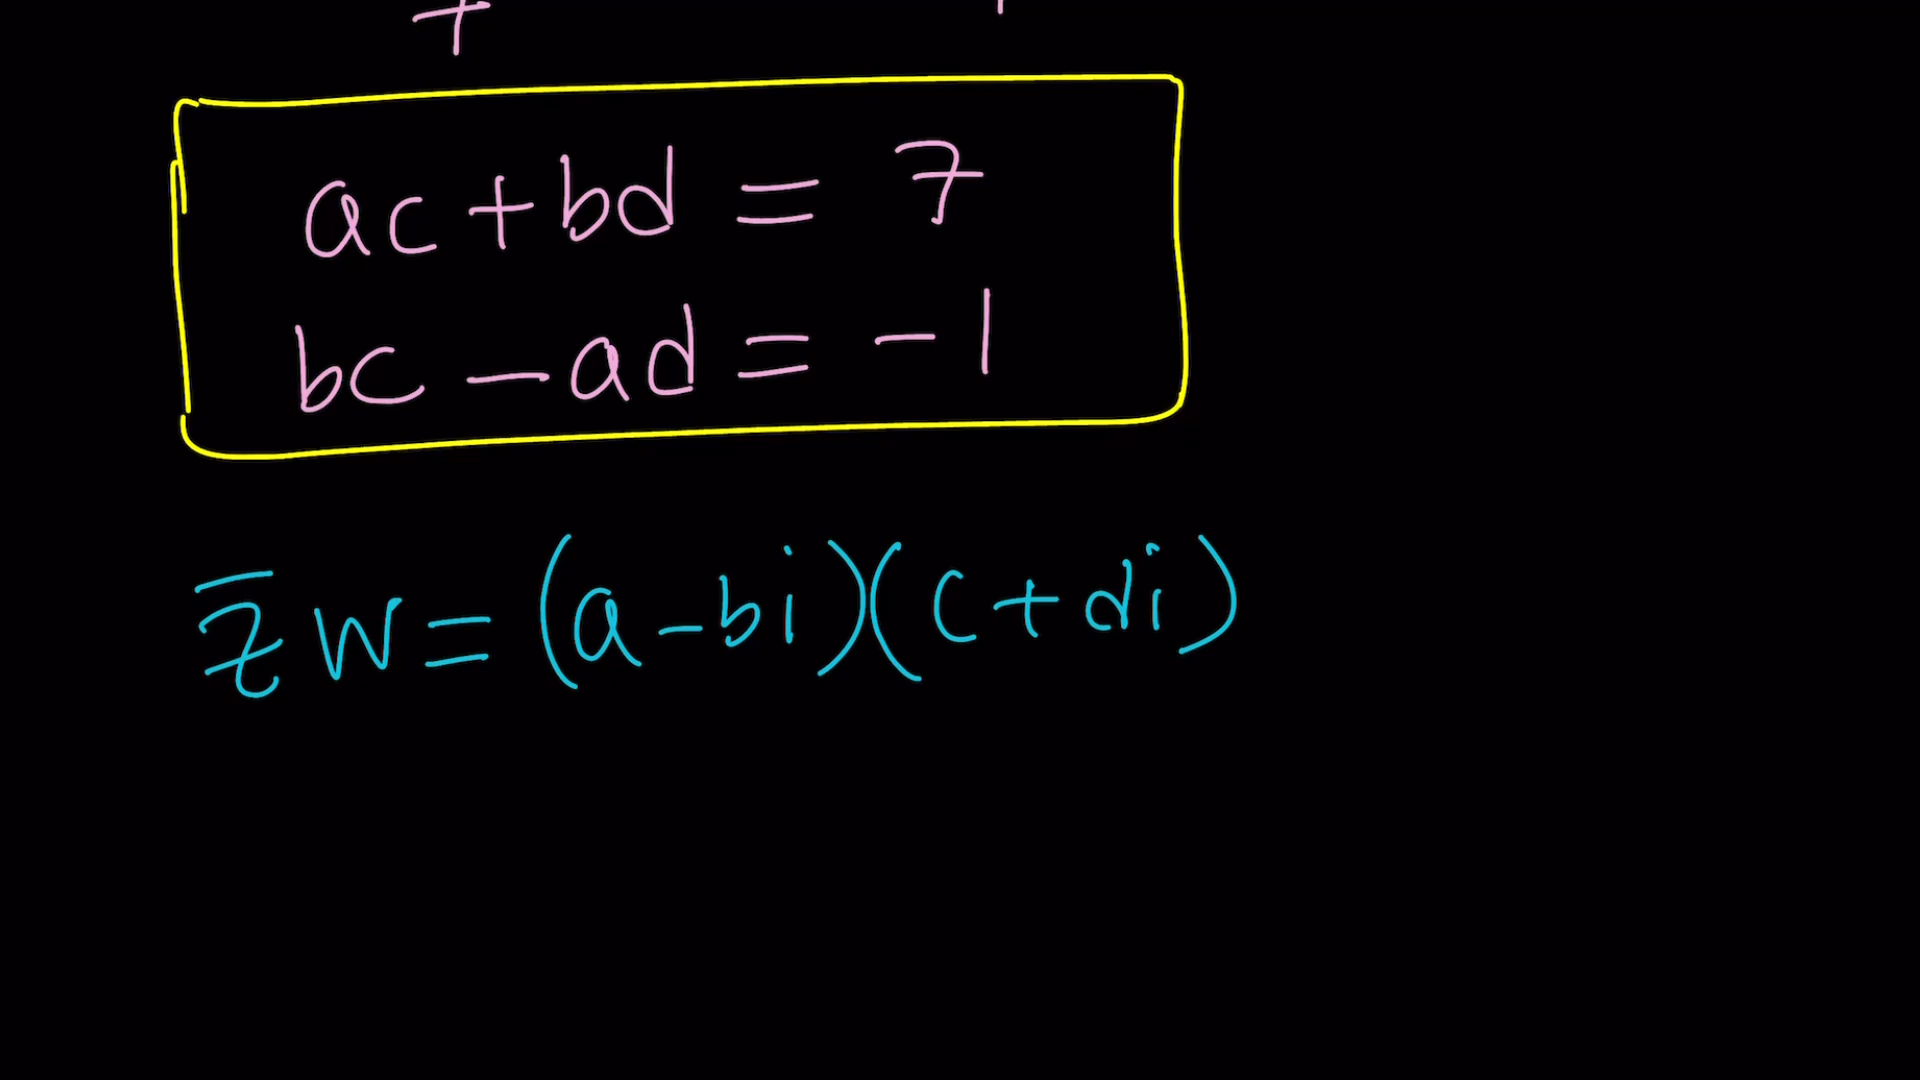 ac + bd = 7
bc - ad = -1
z̅ w = (a - bi)(c + di)